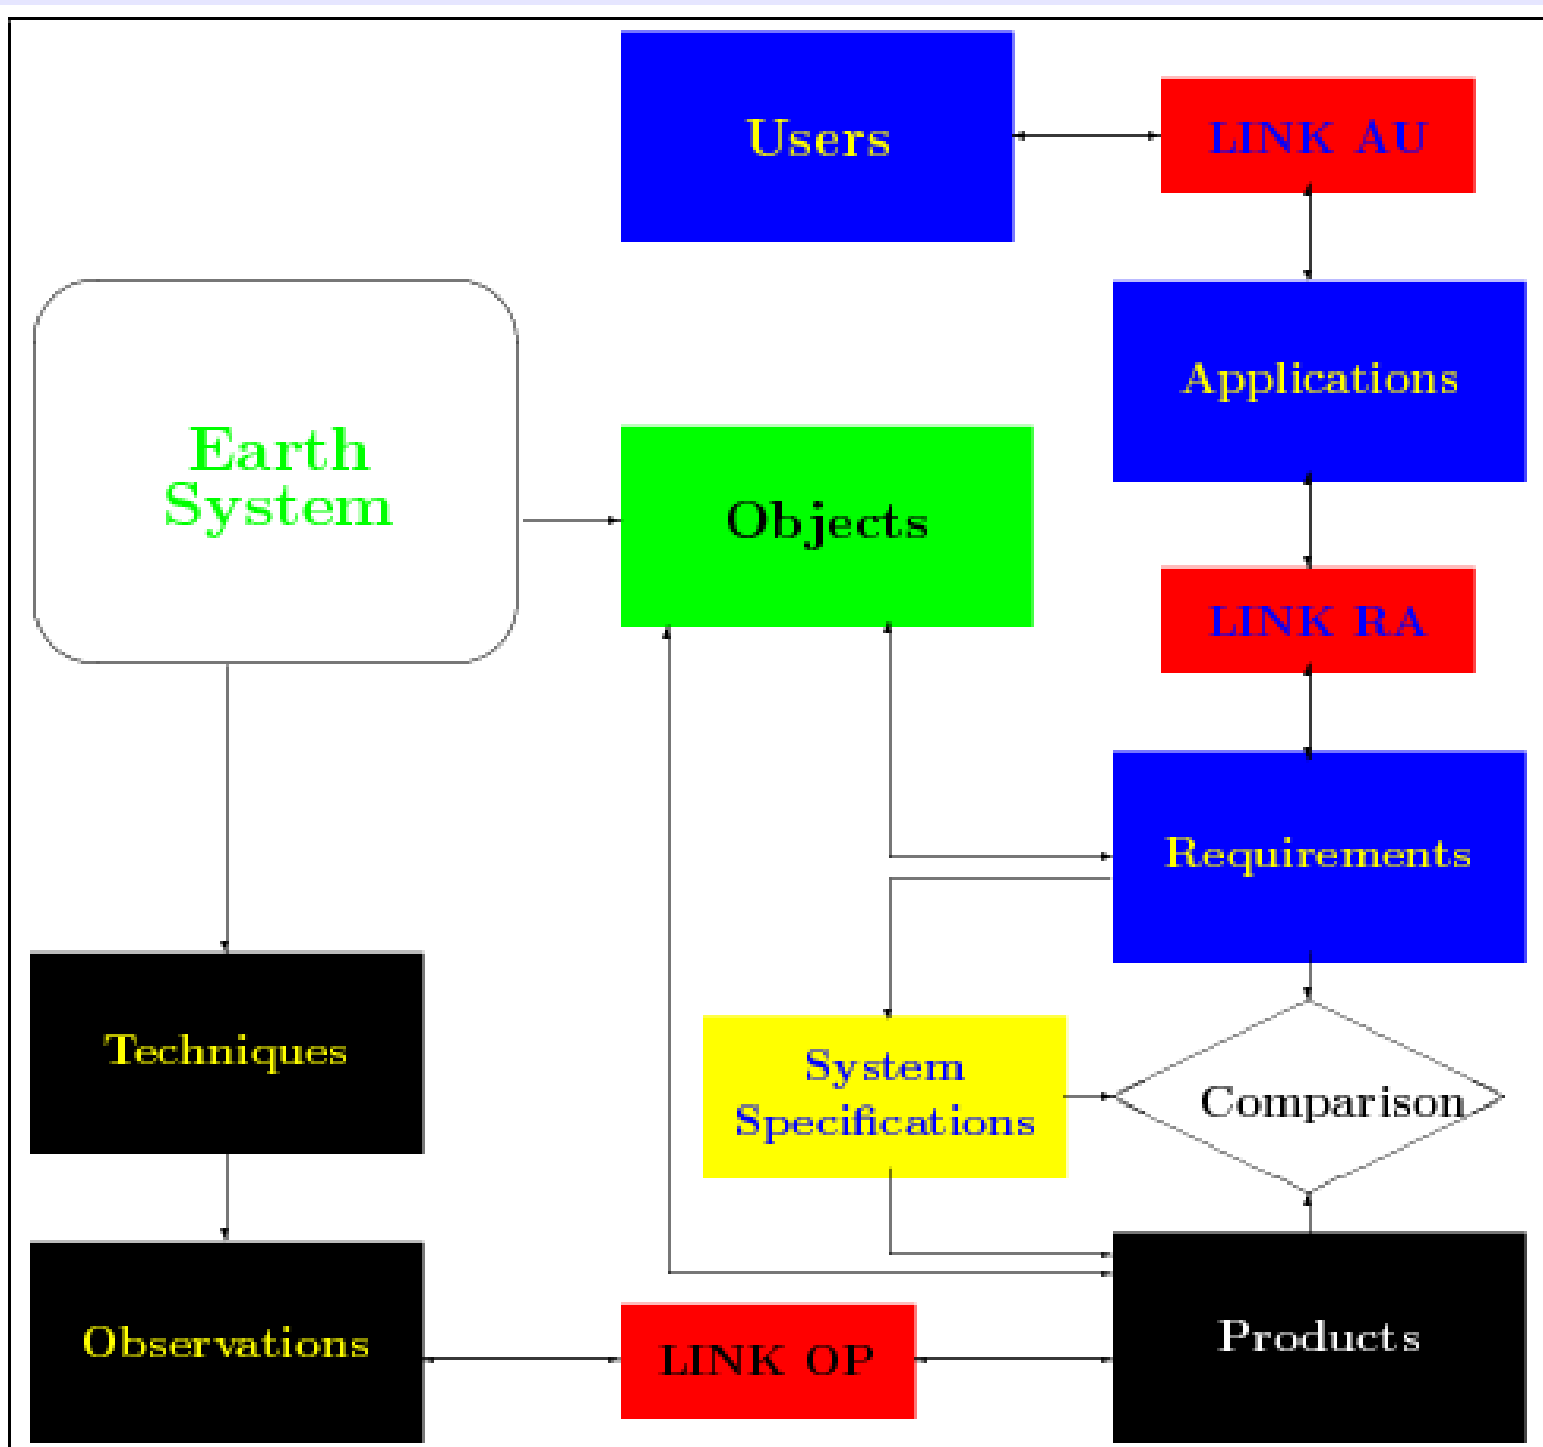 Users
LINK AU
Applications
Earth
System
Objects
LINK RA
Requirements
Techniques
System
Specifications
Comparison
Observations
LINK OP
Products